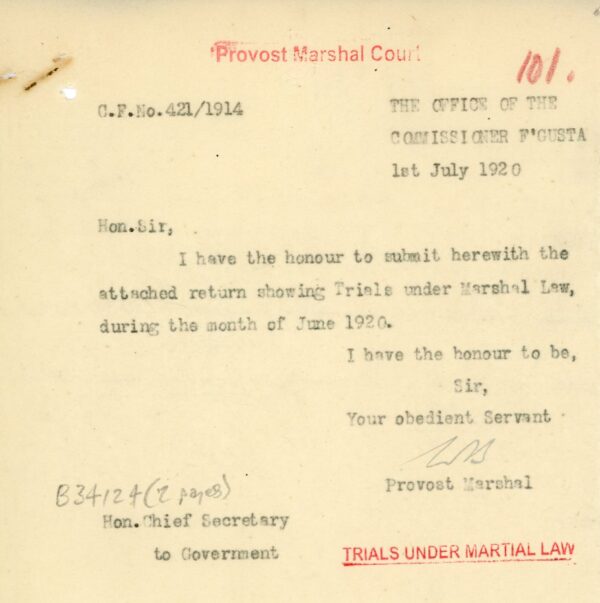 Provost Marshal Court
101.
C.F.No.421/1914
THE OFFICE OF THE
COMMISSIONER F'GUSTA
1st July 1920
Hon.Sir,
I have the honour to submit herewith the
attached return showing Trials under Marshal Law,
during the month of June 1920.
I have the honour to be,
Sir,
Your obedient Servant
Provost Marshal
B34124 (2 pages)
Hon.Chief Secretary
to Government
TRIALS UNDER MARTIAL LAW